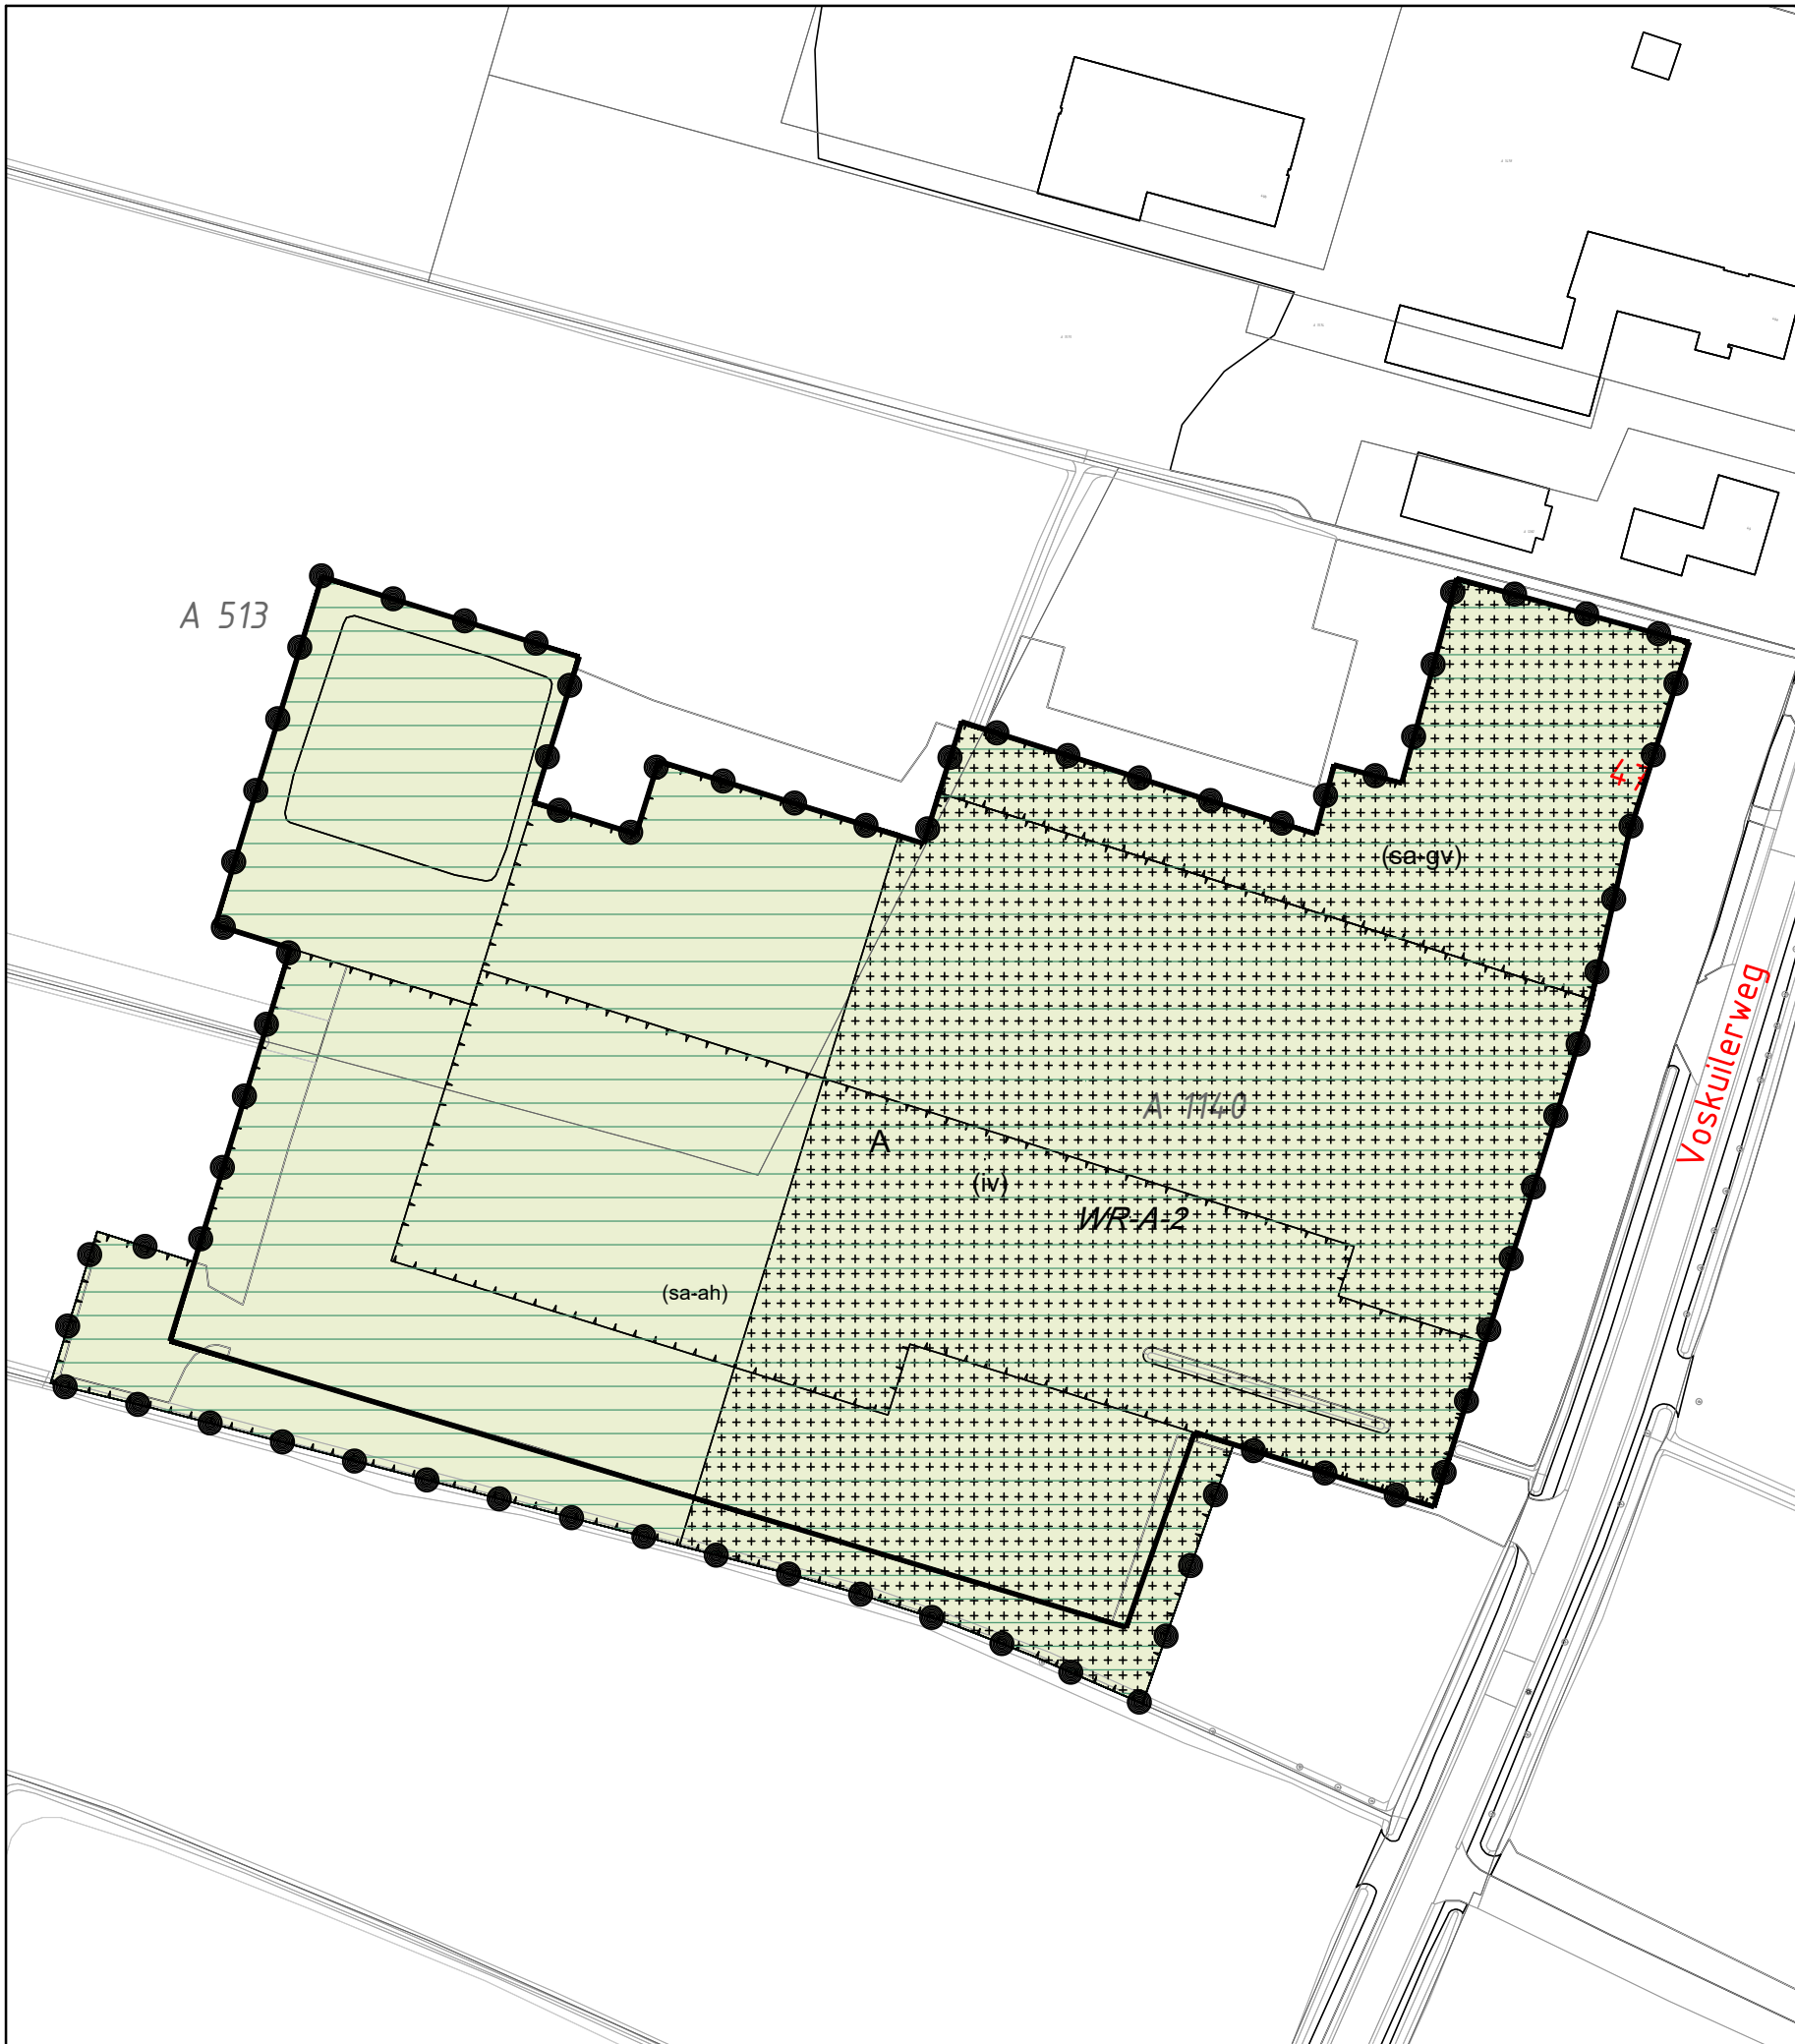 A 513
(sa-gv)
Voskuilerweg
A 1140
A
(iv)
WR-A-2
(sa-ah)